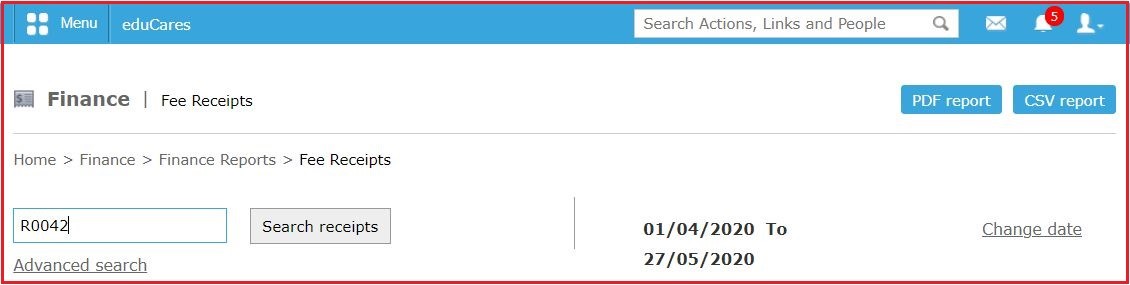 Menu eduCares Search Actions, Links and People 5
Finance | Fee Receipts PDF report CSV report
Home > Finance > Finance Reports > Fee Receipts
R0042 Search receipts 01/04/2020 To Change date
27/05/2020
Advanced search